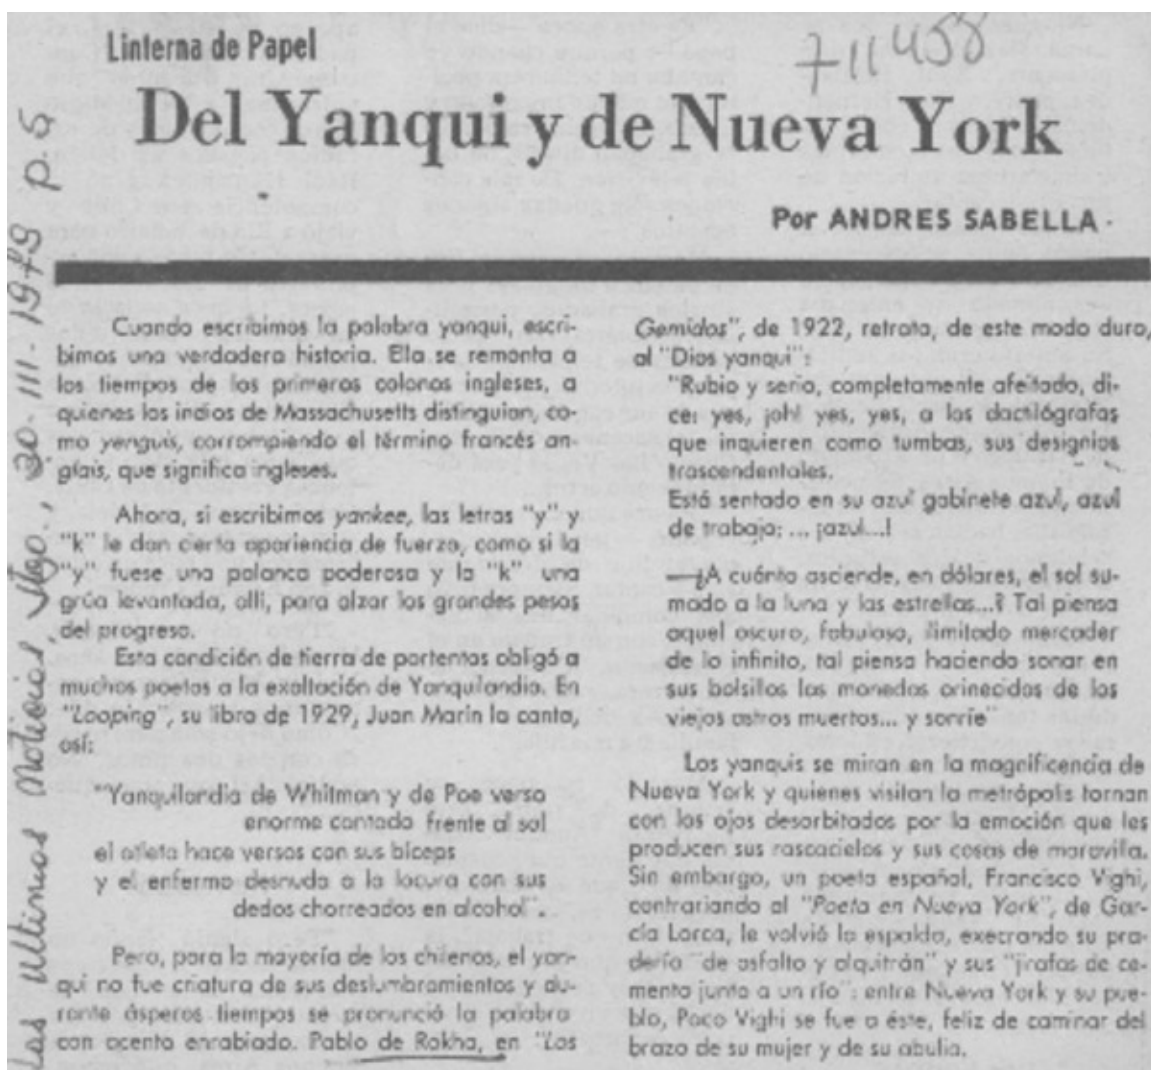 711458
Linterna de Papel
Del Yanqui y de Nueva York
Por ANDRES SABELLA
Las Ultimas Noticias, Stgo., 30-III-1979 p. 5
Cuando escribimos la palabra yanqui, escri-
bimos una verdadera historia. Ella se remonta a
los tiempos de los primeros colonos ingleses, a
quienes los indios de Massachusetts distinguían, co-
mo yenguis, corrompiendo el término francés an-
glais, que significa ingleses.
Ahora, si escribimos yankee, las letras "y" y
"k" le dan cierta apariencia de fuerza, como si la
"y" fuese una palanca poderosa y la "k" una
grúa levantada, allí, para alzar los grandes pesos
del progreso.
Esta condición de tierra de portentos obligó a
muchos poetas a la exaltación de Yanquilandia. En
"Looping", su libro de 1929, Juan Marín la canta,
así:
"Yanquilandia de Whitman y de Poe verso
enorme cantado frente al sol
el atleta hace versos con sus bíceps
y el enfermo desnuda a la locura con sus
dedos chorreados en alcohol".
Pero, para la mayoría de los chilenos, el yan-
qui no fue criatura de sus deslumbramientos y du-
rante ásperos tiempos se pronunció la palabra
con acento enrabiado. Pablo de Rokha, en "Los
Gemidos", de 1922, retrata, de este modo duro,
al "Dios yanqui":
"Rubio y serio, completamente afeitado, di-
ce: yes, ¡oh! yes, yes, a las dactilógrafas
que inquieren como tumbas, sus designios
trascendentales.
Está sentado en su azul gabinete azul, azul
de trabajo; ... ¡azul...!
—¿A cuánto asciende, en dólares, el sol su-
mado a la luna y las estrellas...? Tal piensa
aquel oscuro, fabuloso, ilimitado mercader
de lo infinito, tal piensa haciendo sonar en
sus bolsillos las monedas orinecidas de los
viejos astros muertos... y sonríe"
Los yanquis se miran en la magnificencia de
Nueva York y quienes visitan la metrópolis tornan
con los ojos desorbitados por la emoción que les
producen sus rascacielos y sus cosas de maravilla.
Sin embargo, un poeta español, Francisco Vighi,
contrariando al "Poeta en Nueva York", de Gar-
cía Lorca, le volvió la espalda, execrando su pra-
dería "de asfalto y alquitrán" y sus "jirafas de ce-
mento junto a un río": entre Nueva York y su pue-
blo, Paco Vighi se fue a éste, feliz de caminar del
brazo de su mujer y de su abulia.